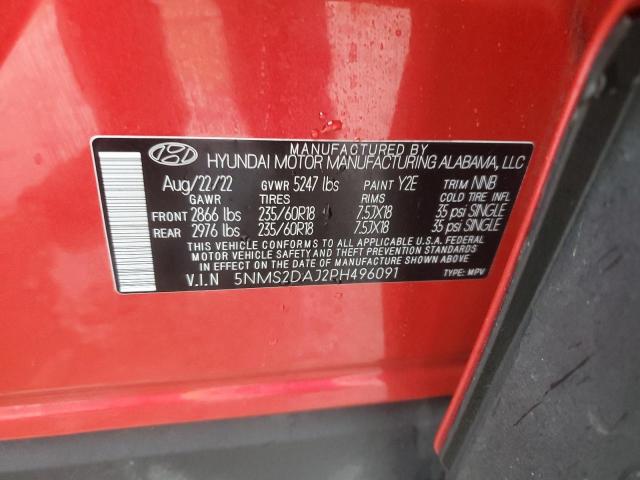 MANUFACTURED BY
HYUNDAI MOTOR MANUFACTURING ALABAMA, LLC
Aug/22/22 GVWR 5247 lbs PAINT Y2E TRIM NNB
GAWR TIRES RIMS COLD TIRE INFL
FRONT 2866 lbs 235/60R18 7.5JX18 35 psi SINGLE
REAR 2976 lbs 235/60R18 7.5JX18 35 psi SINGLE
THIS VEHICLE CONFORMS TO ALL APPLICABLE U.S.A. FEDERAL
MOTOR VEHICLE SAFETY AND THEFT PREVENTION STANDARDS
IN EFFECT ON THE DATE OF MANUFACTURE SHOWN ABOVE
V.I.N 5NMS2DAJ2PH496091 TYPE: MPV